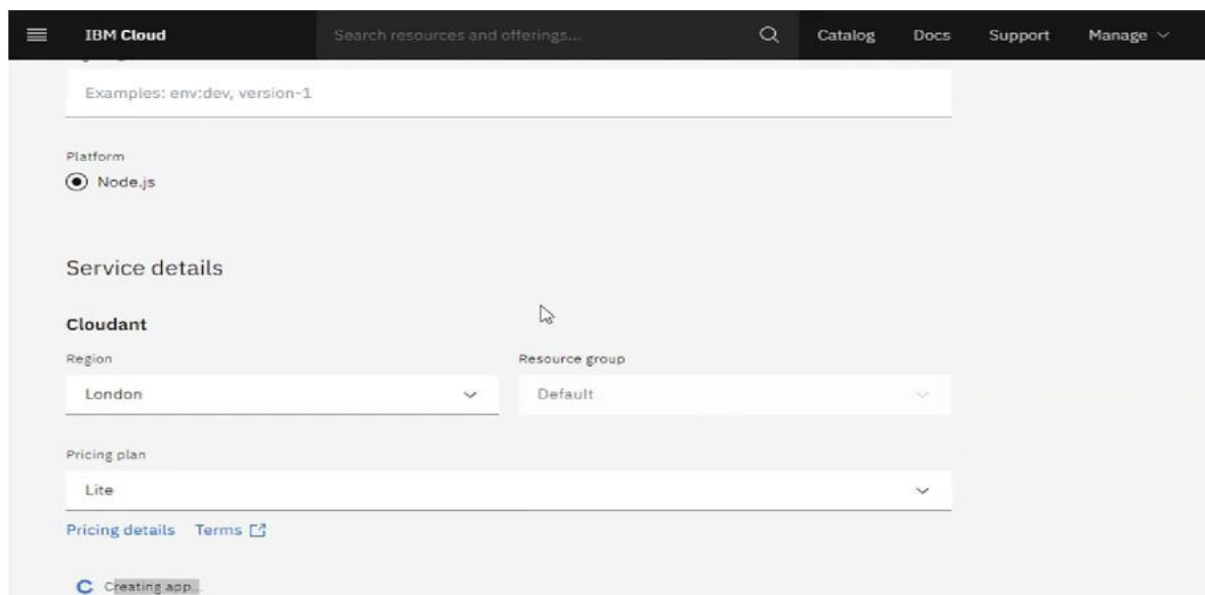 IBM Cloud Search resources and offerings... Catalog Docs Support Manage
Examples: env:dev, version-1
Platform
Node.js
Service details
Cloudant
Region Resource group
London Default
Pricing plan
Lite
Pricing details Terms
Creating app...